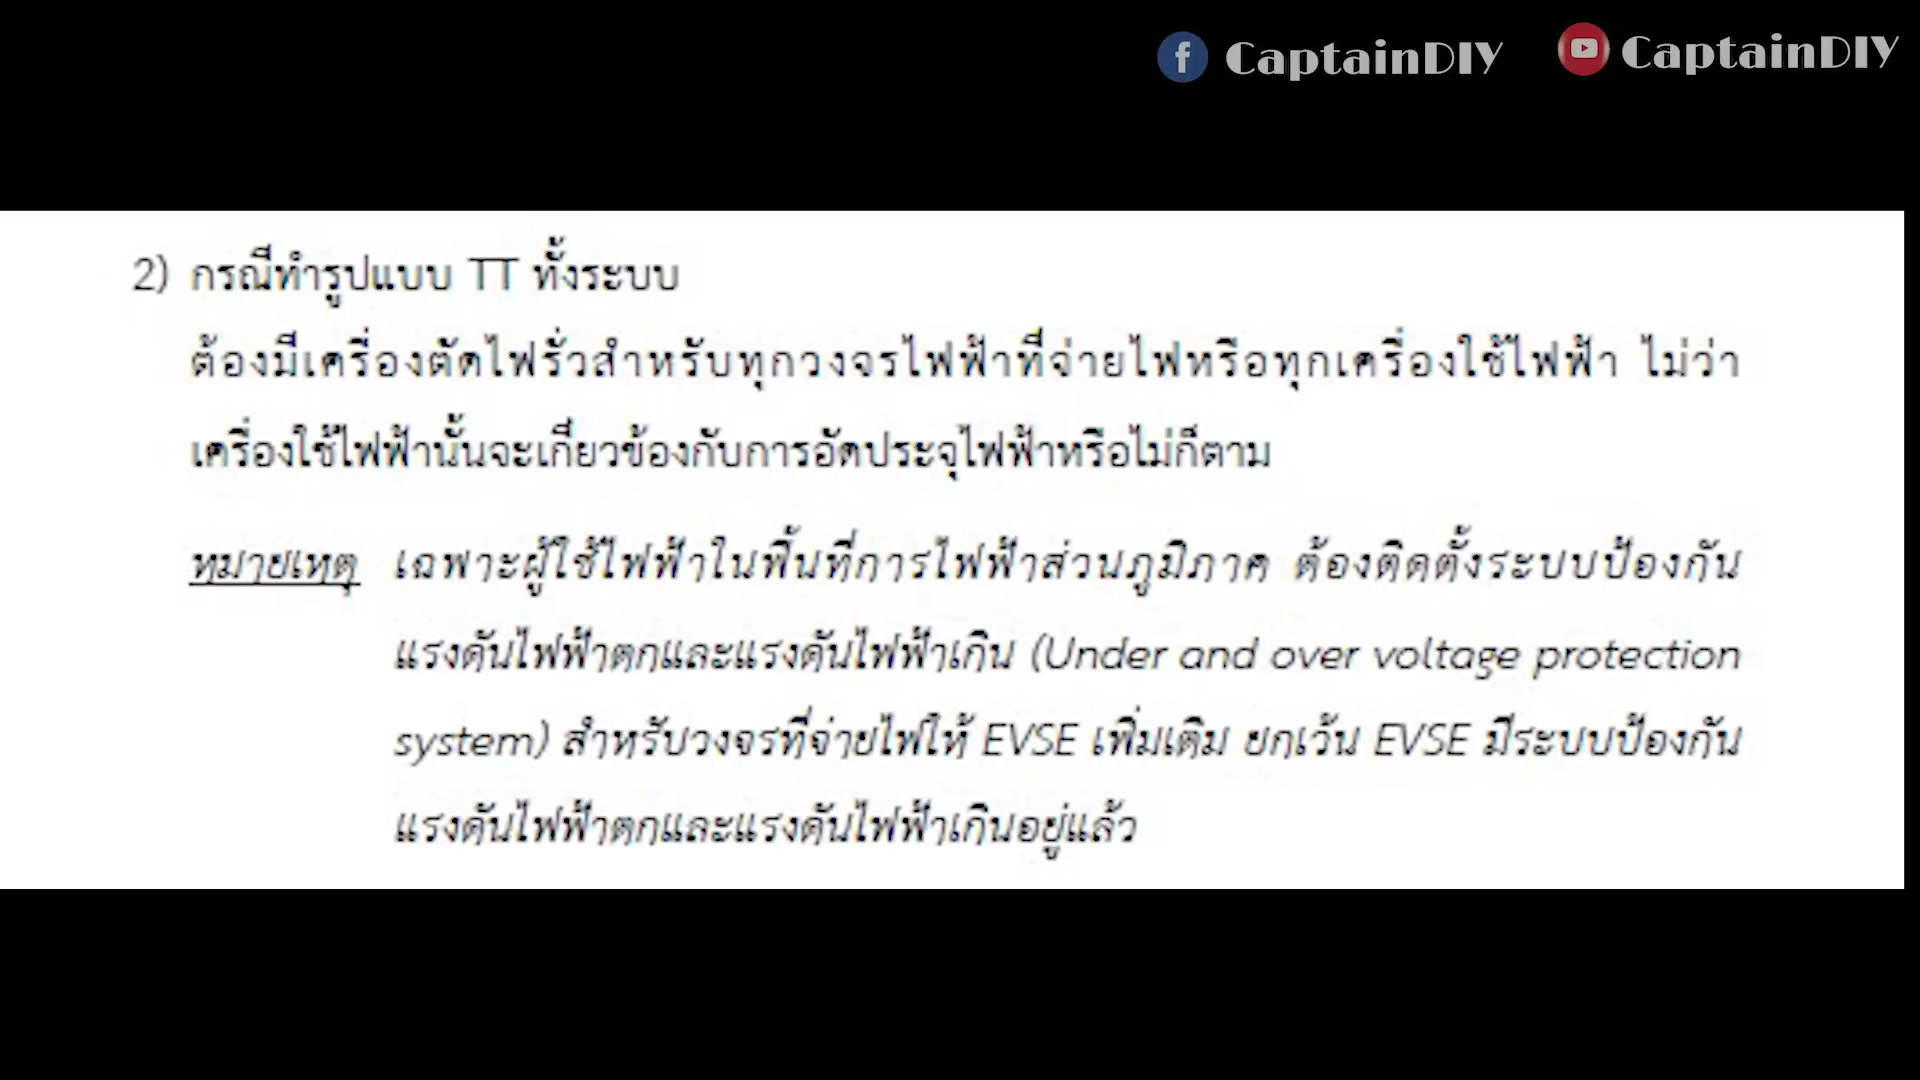 CaptainDIY CaptainDIY
2) กรณีทำรูปแบบ TT ทั้งระบบ
ต้องมีเครื่องตัดไฟรั่วสำหรับทุกวงจรไฟฟ้าที่จ่ายไฟหรือทุกเครื่องใช้ไฟฟ้า ไม่ว่า
เครื่องใช้ไฟฟ้านั้นจะเกี่ยวข้องกับการอัดประจุไฟฟ้าหรือไม่ก็ตาม
หมายเหตุ เฉพาะผู้ใช้ไฟฟ้าในพื้นที่การไฟฟ้าส่วนภูมิภาค ต้องติดตั้งระบบป้องกัน
แรงดันไฟฟ้าตกและแรงดันไฟฟ้าเกิน (Under and over voltage protection
system) สำหรับวงจรที่จ่ายไฟให้ EVSE เพิ่มเติม ยกเว้น EVSE มีระบบป้องกัน
แรงดันไฟฟ้าตกและแรงดันไฟฟ้าเกินอยู่แล้ว